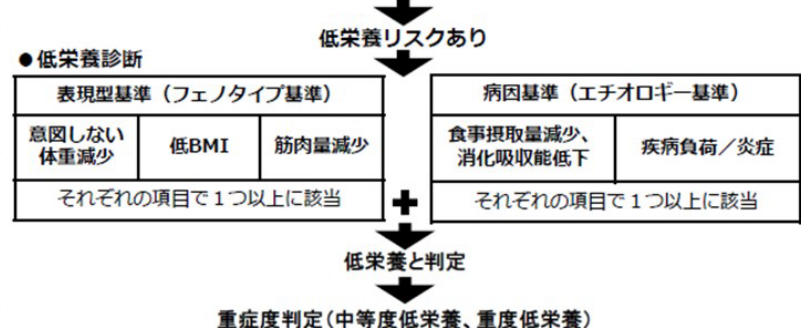 低栄養リスクあり
●低栄養診断
表現型基準（フェノタイプ基準）
意図しない
体重減少
低BMI
筋肉量減少
それぞれの項目で１つ以上に該当
+
病因基準（エチオロギー基準）
食事摂取量減少、
消化吸収能低下
疾病負荷／炎症
それぞれの項目で１つ以上に該当
低栄養と判定
重症度判定（中等度低栄養、重度低栄養）